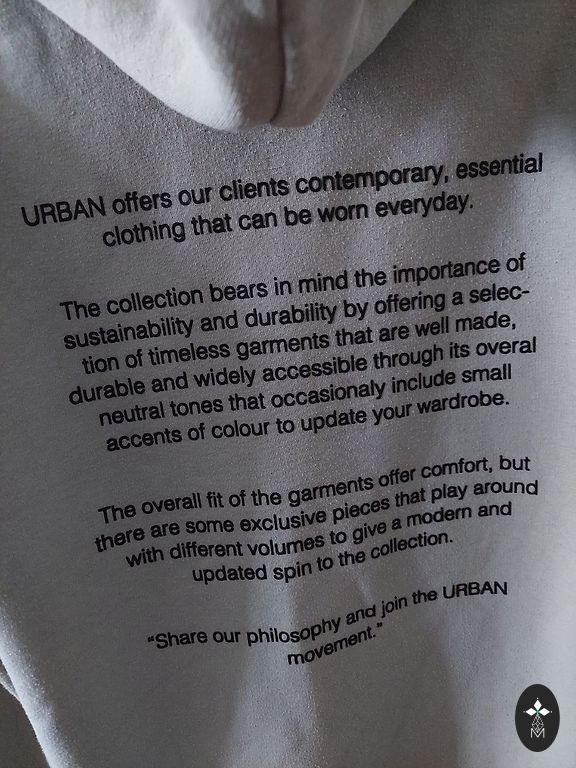 URBAN offers our clients contemporary, essential
clothing that can be worn everyday.
The collection bears in mind the importance of
sustainability and durability by offering a selec-
tion of timeless garments that are well made,
durable and widely accessible through its overal
neutral tones that occasionaly include small
accents of colour to update your wardrobe.
The overall fit of the garments offer comfort, but
there are some exclusive pieces that play around
with different volumes to give a modern and
updated spin to the collection.
“Share our philosophy and join the URBAN
movement.”
M